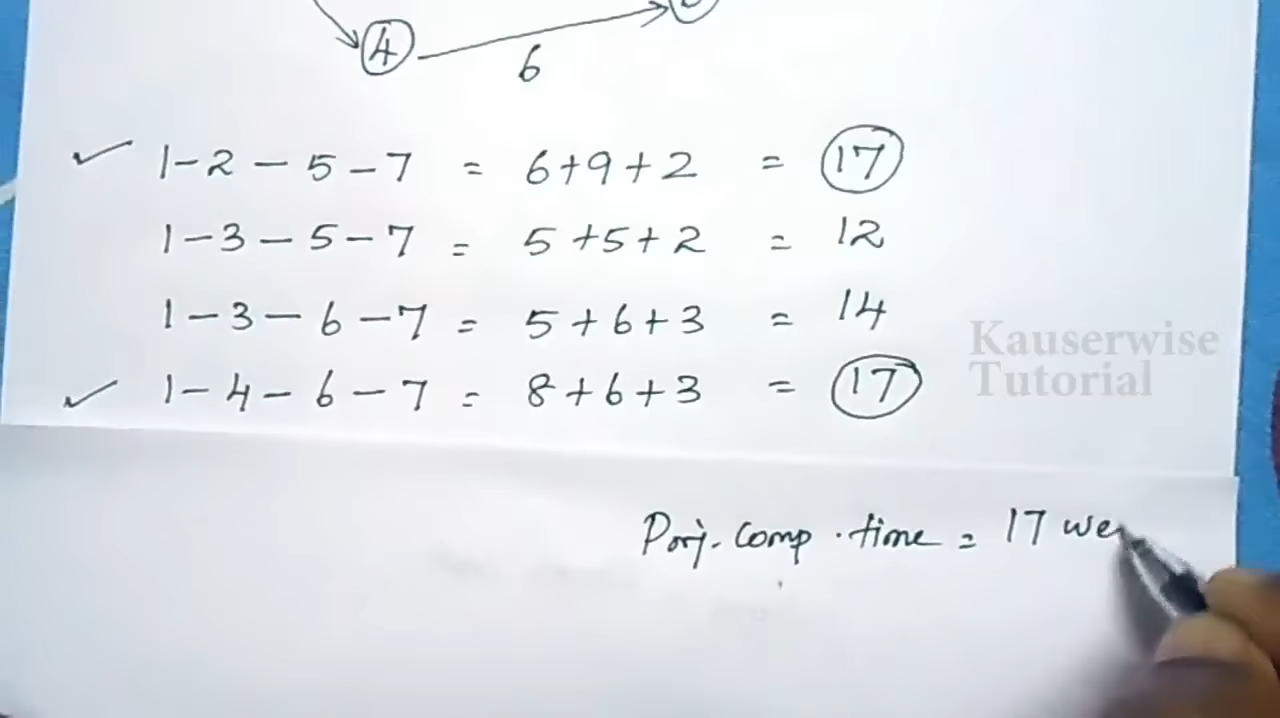 4
6
✓ 1-2-5-7 = 6+9+2 = 17
1-3-5-7 = 5+5+2 = 12
1-3-6-7 = 5+6+3 = 14
✓ 1-4-6-7 = 8+6+3 = 17
Kauserwise
Tutorial
Porj. Comp. time = 17 we